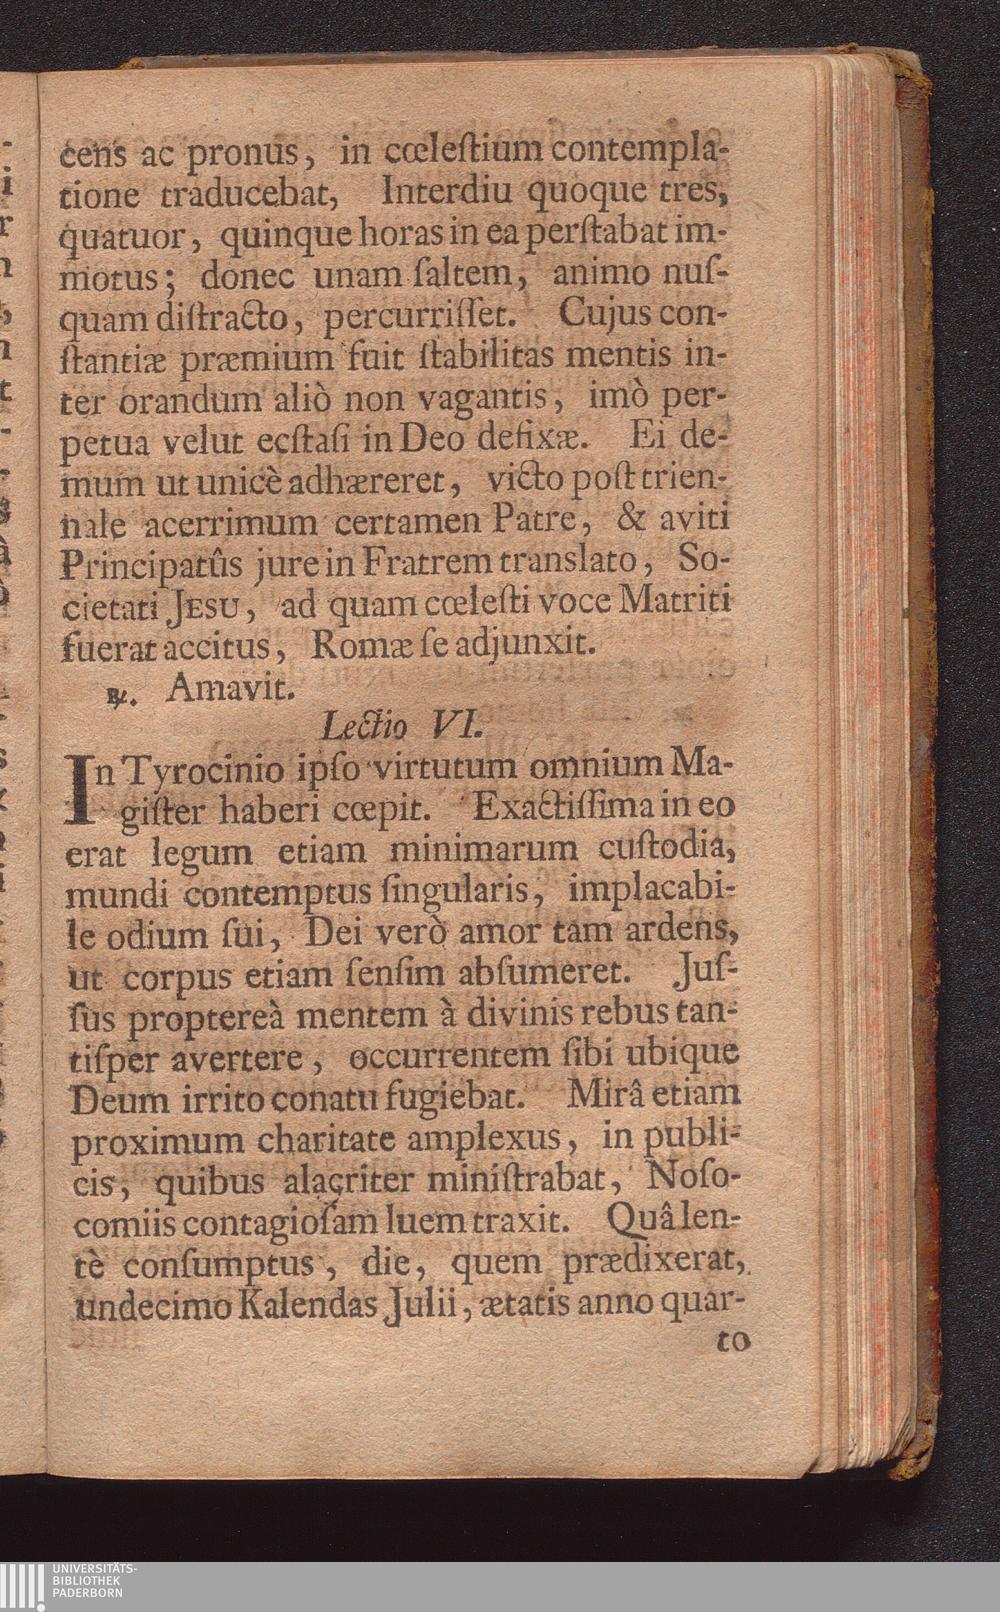 cens ac pronus, in cœleſtium contempla-
tione traducebat, Interdiu quoque tres,
quatuor, quinque horas in ea perſtabat im-
motus; donec unam ſaltem, animo nuſ-
quam diſtracto, percurriſſet. Cujus con-
ſtantiæ præmium fuit ſtabilitas mentis in-
ter orandum aliò non vagantis, imò per-
petua velut ecſtaſi in Deo defixæ. Ei de-
mum ut unicè adhæreret, victo poſt trien-
nale acerrimum certamen Patre, & aviti
Principatûs jure in Fratrem translato, So-
cietati JESU, ad quam cœleſti voce Matriti
fuerat accitus, Romæ ſe adjunxit.
℟. Amavit.
Lectio VI.
In Tyrocinio ipſo virtutum omnium Ma-
giſter haberi cœpit. Exactiſſima in eo
erat legum etiam minimarum cuſtodia,
mundi contemptus ſingularis, implacabi-
le odium ſui, Dei verò amor tam ardens,
ut corpus etiam ſenſim abſumeret. Juſ-
ſus proptereà mentem à divinis rebus tan-
tiſper avertere, occurrentem ſibi ubique
Deum irrito conatu fugiebat. Mirâ etiam
proximum charitate amplexus, in publi-
cis, quibus alacriter miniſtrabat, Noſo-
comiis contagioſam luem traxit. Quâ len-
tè conſumptus, die, quem prædixerat,
undecimo Kalendas Julii, ætatis anno quar-
to
UNIVERSITÄTS-
BIBLIOTHEK
PADERBORN